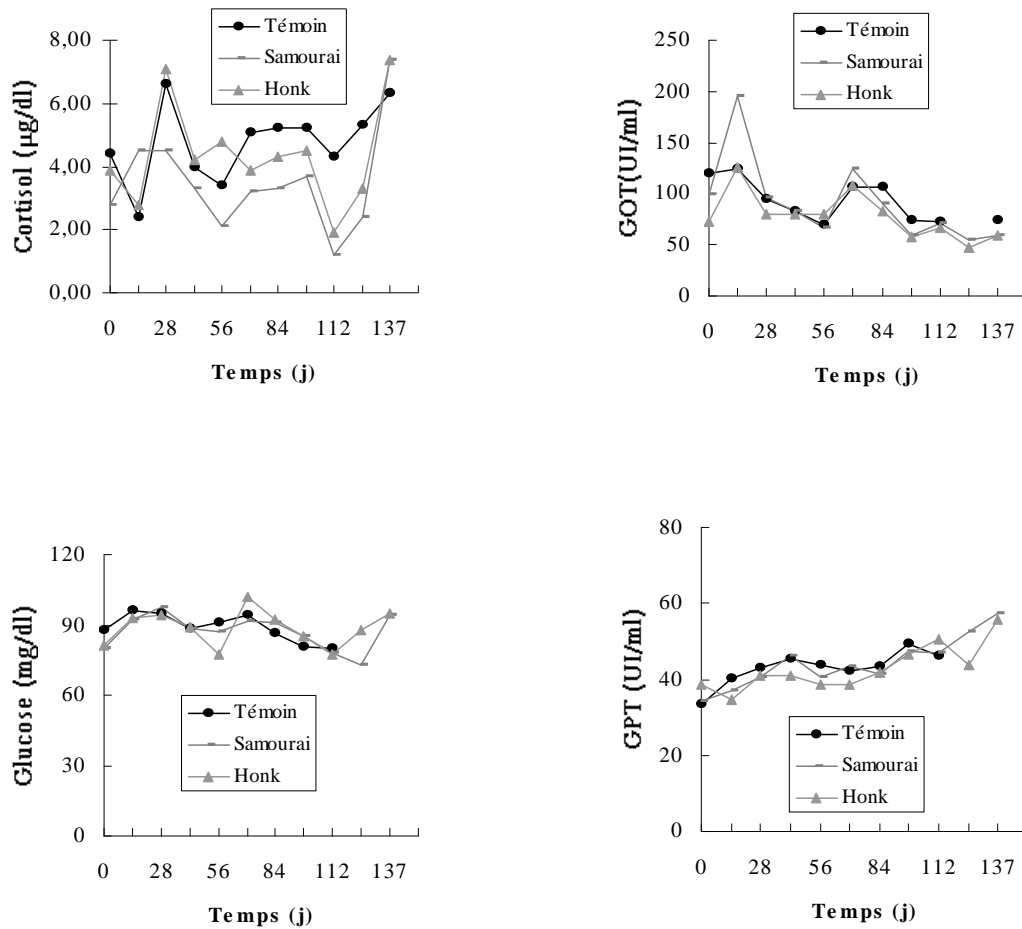 Cortisol (µg/dl)
8,00
6,00
4,00
2,00
0,00
0 28 56 84 112 137
Temps (j)
Témoin
Samourai
Honk
GOT(UI/ml)
250
200
150
100
50
0
0 28 56 84 112 137
Temps (j)
Témoin
Samourai
Honk
Glucose (mg/dl)
120
90
60
30
0
0 28 56 84 112 137
Temps (j)
Témoin
Samourai
Honk
GPT (UI/ml)
80
60
40
20
0
0 28 56 84 112 137
Temps (j)
Témoin
Samourai
Honk